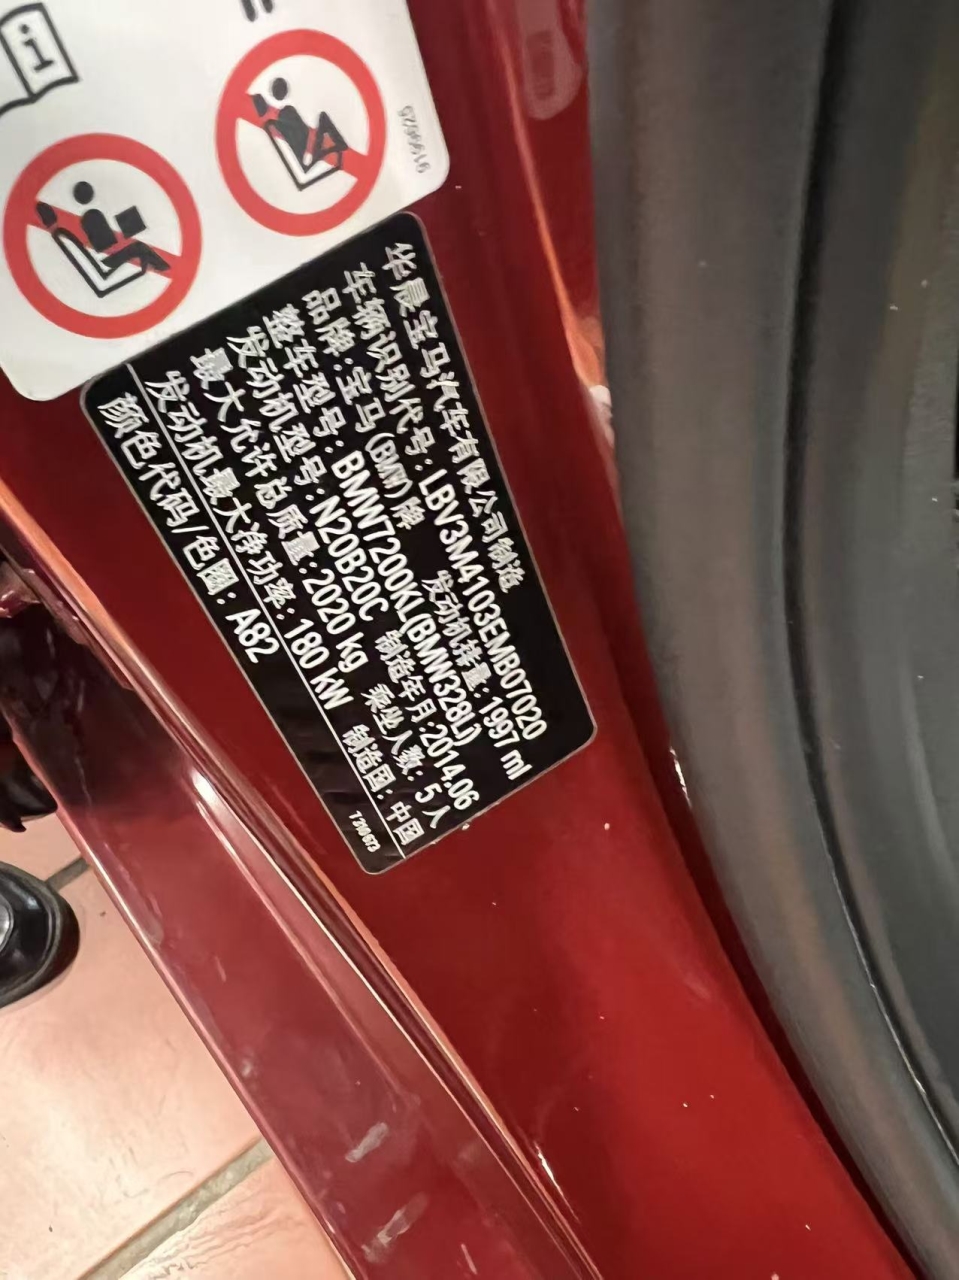 华晨宝马汽车有限公司制造
车辆识别代号: LBV3M4103EMB07020
品牌: 宝马(BMW)牌 发动机排量: 1997 ml
整车型号: BMW7200KL(BMW328Li)
发动机型号: N20B20C 制造年月: 2014.06
最大允许总质量: 2020 kg 乘坐人数: 5人
发动机最大净功率: 180 kW 制造国: 中国
颜色代码/色圈: A82